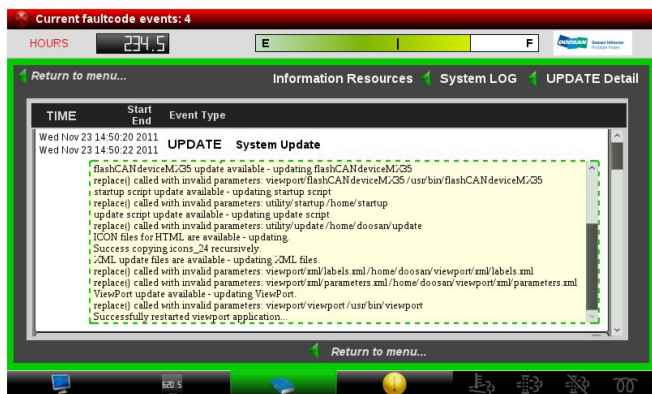 Current faultcode events: 4
HOURS 234.5 E F DOOSAN Doosan Infracore Portable Power
Return to menu...
Information Resources System LOG UPDATE Detail
TIME Start End Event Type
Wed Nov 23 14:50:20 2011
Wed Nov 23 14:50:22 2011
UPDATE System Update
flashCANdeviceMX35 update available - updating flashCANdeviceMX35
replace() called with invalid parameters: viewport/flashCANdeviceMX35 /usr/bin/flashCANdeviceMX35
startup script update available - updating startup script
replace() called with invalid parameters: utility/startup /home/startup
update script update available - updating update script
replace() called with invalid parameters: utility/update /home/doosan/update
ICON files for HTML are available - updating.
Success copying icons_24 recursively.
XML update files are available - updating XML files.
replace() called with invalid parameters: viewport/xml/labels.xml /home/doosan/viewport/xml/labels.xml
replace() called with invalid parameters: viewport/xml/parameters.xml /home/doosan/viewport/xml/parameters.xml
ViewPort update available - updating ViewPort.
replace() called with invalid parameters: viewport/viewport /usr/bin/viewport
Successfully restarted viewport application...
Return to menu...
620.5